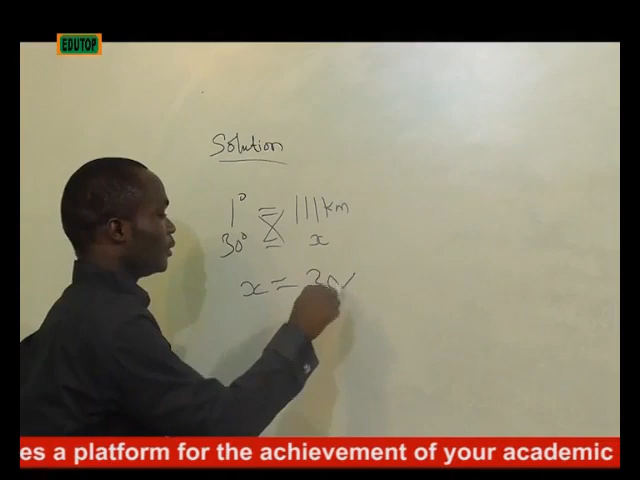 EDUTOP
Solution
1° = 111km
30° = x
x = 30
es a platform for the achievement of your academic